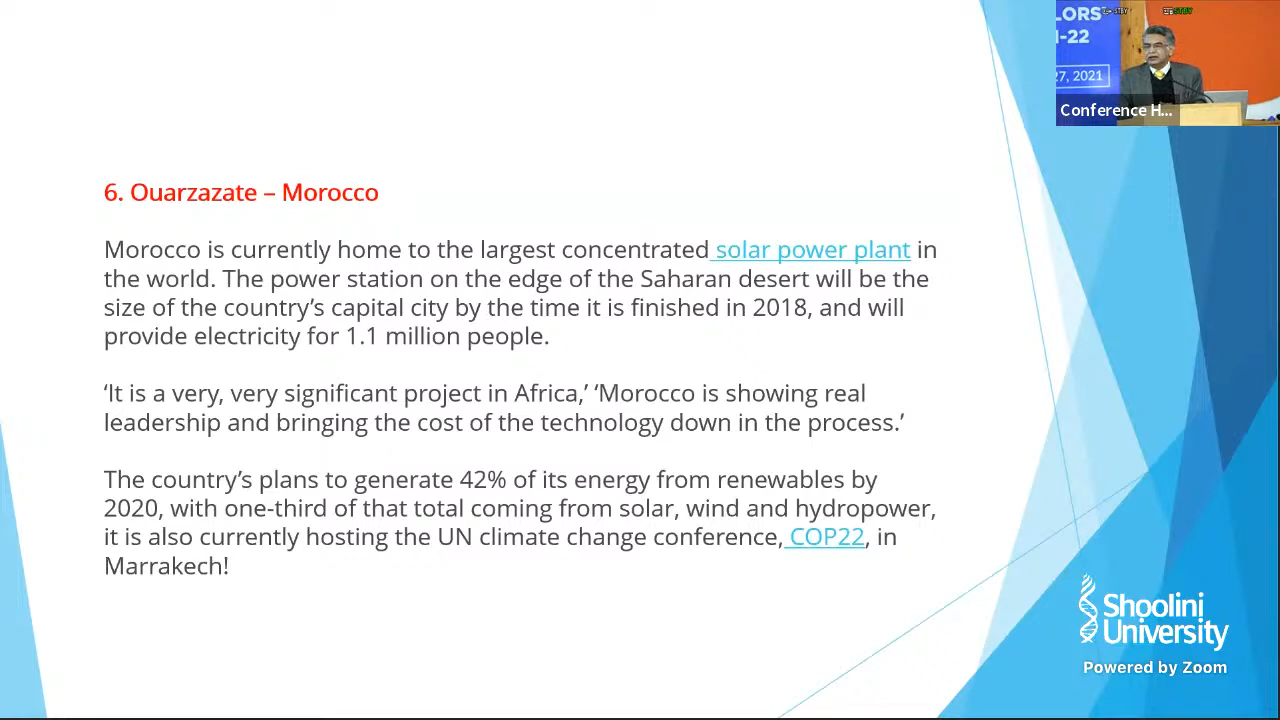 LORS
-22
27, 2021
Conference H...
6. Ouarzazate – Morocco
Morocco is currently home to the largest concentrated solar power plant in
the world. The power station on the edge of the Saharan desert will be the
size of the country’s capital city by the time it is finished in 2018, and will
provide electricity for 1.1 million people.
‘It is a very, very significant project in Africa,’ ‘Morocco is showing real
leadership and bringing the cost of the technology down in the process.’
The country’s plans to generate 42% of its energy from renewables by
2020, with one-third of that total coming from solar, wind and hydropower,
it is also currently hosting the UN climate change conference, COP22, in
Marrakech!
Shoolini
University
Powered by Zoom